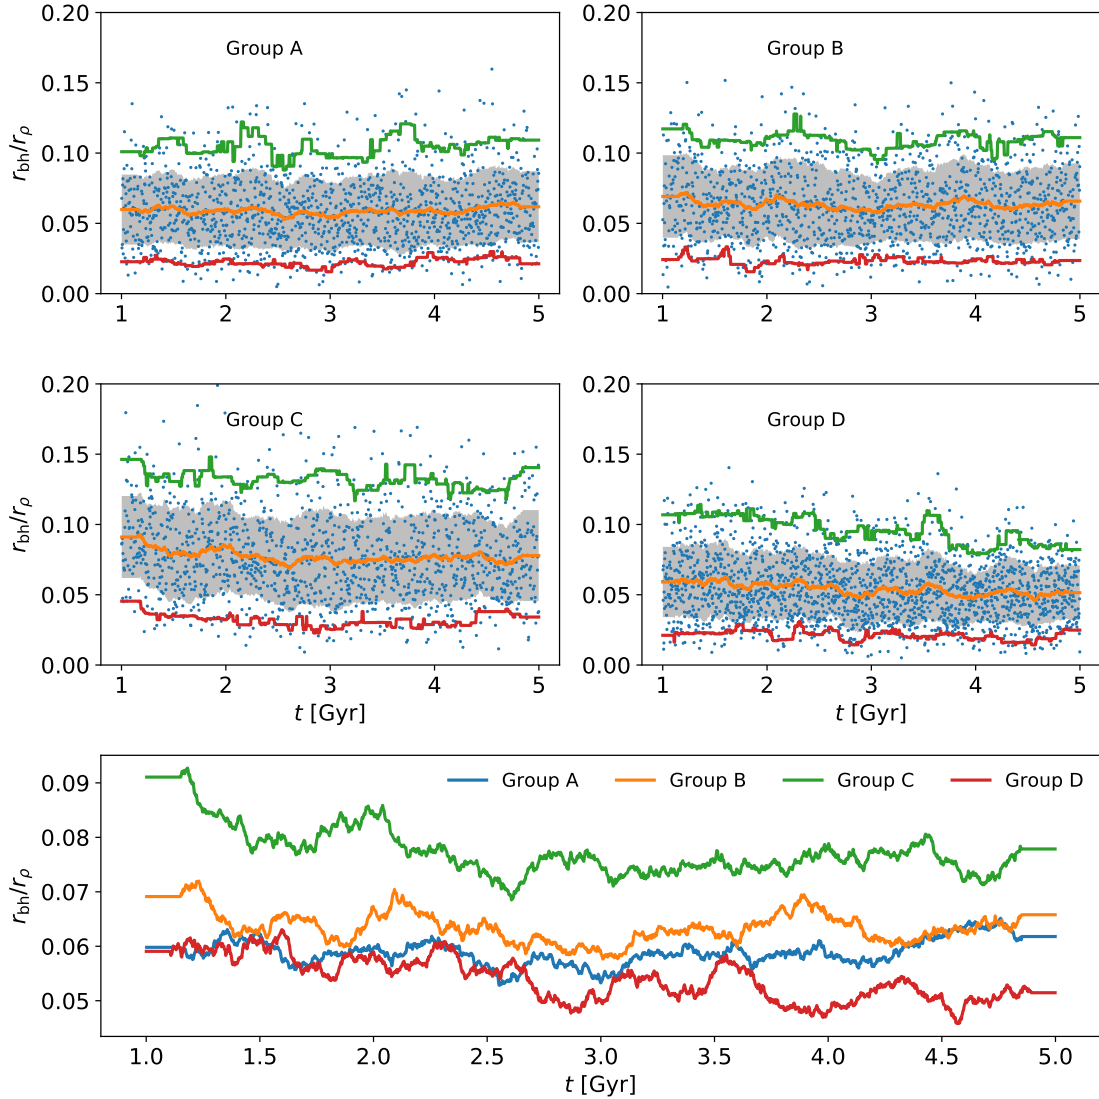 0.20
0.15
0.10
0.05
0.00
r_bh/r_ρ
Group A
1 2 3 4 5
0.20
0.15
0.10
0.05
0.00
Group B
1 2 3 4 5
0.20
0.15
0.10
0.05
0.00
r_bh/r_ρ
Group C
1 2 3 4 5
t [Gyr]
0.20
0.15
0.10
0.05
0.00
Group D
1 2 3 4 5
t [Gyr]
0.09
0.08
0.07
0.06
0.05
r_bh/r_ρ
Group A Group B Group C Group D
1.0 1.5 2.0 2.5 3.0 3.5 4.0 4.5 5.0
t [Gyr]